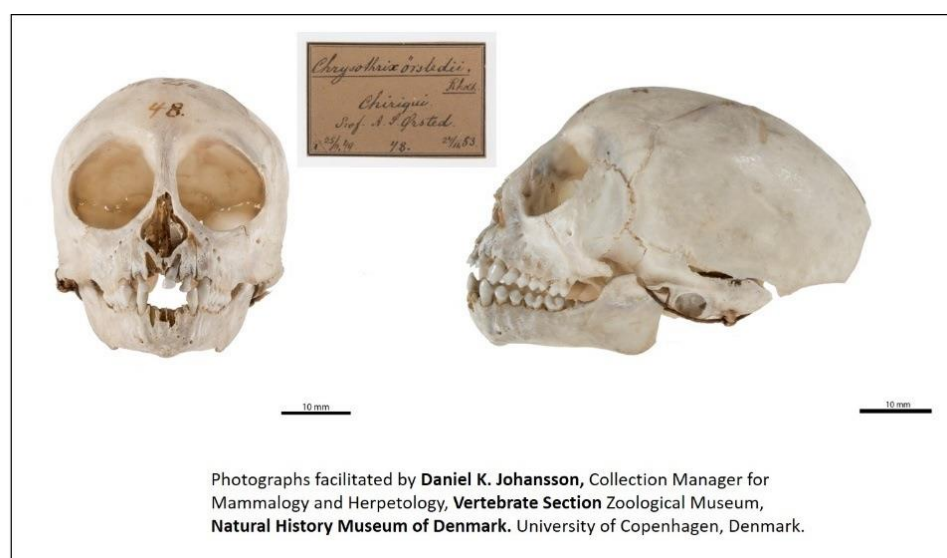 48.
Chrysothrix örstedii,
Rhdt.
Chiriqui.
Prof. A. S. Ørsted.
48.
10 mm
10 mm
Photographs facilitated by Daniel K. Johansson, Collection Manager for
Mammalogy and Herpetology, Vertebrate Section Zoological Museum,
Natural History Museum of Denmark. University of Copenhagen, Denmark.